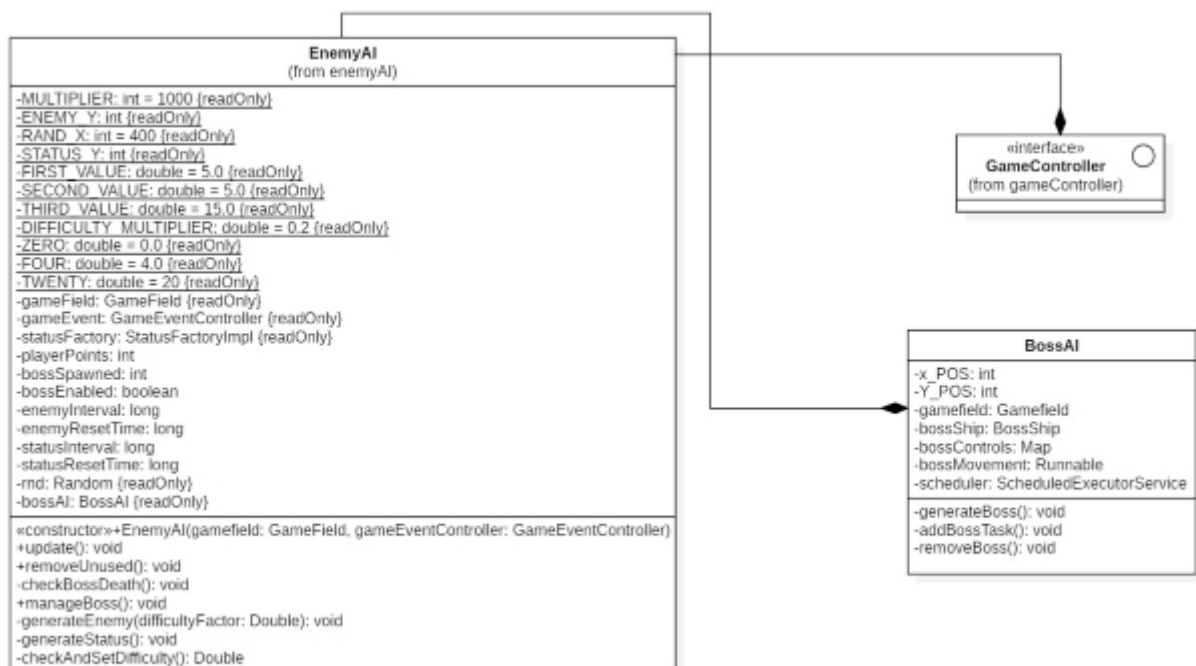 EnemyAI
(from enemyAI)
-MULTIPLIER: int = 1000 {readOnly}
-ENEMY_Y: int {readOnly}
-RAND_X: int = 400 {readOnly}
-STATUS_Y: int {readOnly}
-FIRST_VALUE: double = 5.0 {readOnly}
-SECOND_VALUE: double = 5.0 {readOnly}
-THIRD_VALUE: double = 15.0 {readOnly}
-DIFFICULTY_MULTIPLIER: double = 0.2 {readOnly}
-ZERO: double = 0.0 {readOnly}
-FOUR: double = 4.0 {readOnly}
-TWENTY: double = 20 {readOnly}
-gameField: GameField {readOnly}
-gameEvent: GameEventController {readOnly}
-statusFactory: StatusFactoryImpl {readOnly}
-playerPoints: int
-bossSpawned: int
-bossEnabled: boolean
-enemyInterval: long
-enemyResetTime: long
-statusInterval: long
-statusResetTime: long
-rnd: Random {readOnly}
-bossAI: BossAI {readOnly}
«constructor»+EnemyAI(gamefield: GameField, gameEventController: GameEventController)
+update(): void
+removeUnused(): void
-checkBossDeath(): void
+manageBoss(): void
-generateEnemy(difficultyFactor: Double): void
-generateStatus(): void
-checkAndSetDifficulty(): Double
«interface»
GameController
(from gameController)
BossAI
-x_POS: int
-Y_POS: int
-gamefield: Gamefield
-bossShip: BossShip
-bossControls: Map
-bossMovement: Runnable
-scheduler: ScheduledExecutorService
-generateBoss(): void
-addBossTask(): void
-removeBoss(): void